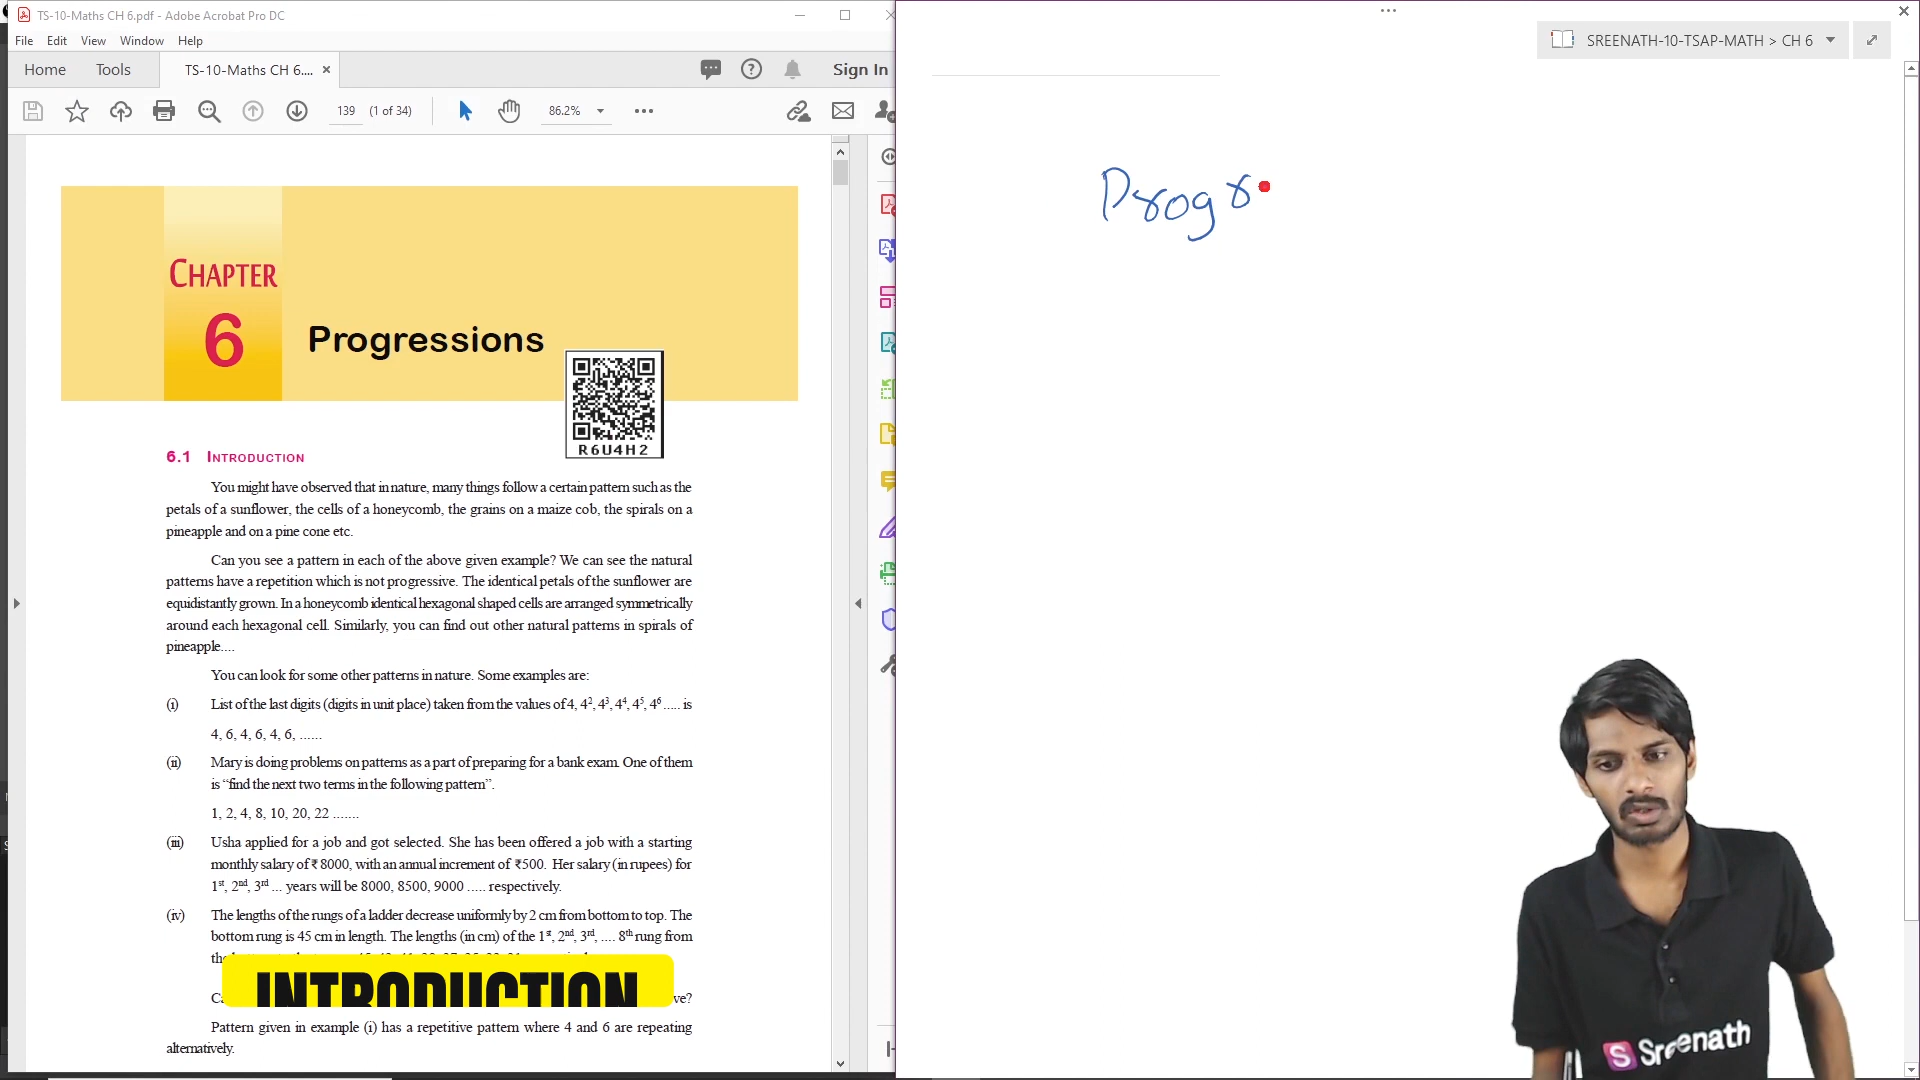 TS-10-Maths CH 6.pdf - Adobe Acrobat Pro DC
File Edit View Window Help
Home Tools TS-10-Maths CH 6.... × Sign In
139 (1 of 34) 86.2%
CHAPTER
6
Progressions
R6U4H2
6.1 INTRODUCTION
You might have observed that in nature, many things follow a certain pattern such as the
petals of a sunflower, the cells of a honeycomb, the grains on a maize cob, the spirals on a
pineapple and on a pine cone etc.
Can you see a pattern in each of the above given example? We can see the natural
patterns have a repetition which is not progressive. The identical petals of the sunflower are
equidistantly grown. In a honeycomb identical hexagonal shaped cells are arranged symmetrically
around each hexagonal cell. Similarly, you can find out other natural patterns in spirals of
pineapple....
You can look for some other patterns in nature. Some examples are:
(i) List of the last digits (digits in unit place) taken from the values of 4, 4², 4³, 4⁴, 4⁵, 4⁶ ..... is
4, 6, 4, 6, 4, 6, ......
(ii) Mary is doing problems on patterns as a part of preparing for a bank exam. One of them
is “find the next two terms in the following pattern”.
1, 2, 4, 8, 10, 20, 22 .......
(iii) Usha applied for a job and got selected. She has been offered a job with a starting
monthly salary of ₹ 8000, with an annual increment of ₹500. Her salary (in rupees) for
1st, 2nd, 3rd ... years will be 8000, 8500, 9000 ..... respectively.
(iv) The lengths of the rungs of a ladder decrease uniformly by 2 cm from bottom to top. The
bottom rung is 45 cm in length. The lengths (in cm) of the 1st, 2nd, 3rd, .... 8th rung from
INTRODUCTION
Pattern given in example (i) has a repetitive pattern where 4 and 6 are repeating
alternatively.
SREENATH-10-TSAP-MATH > CH 6
Progr
S Sreenath